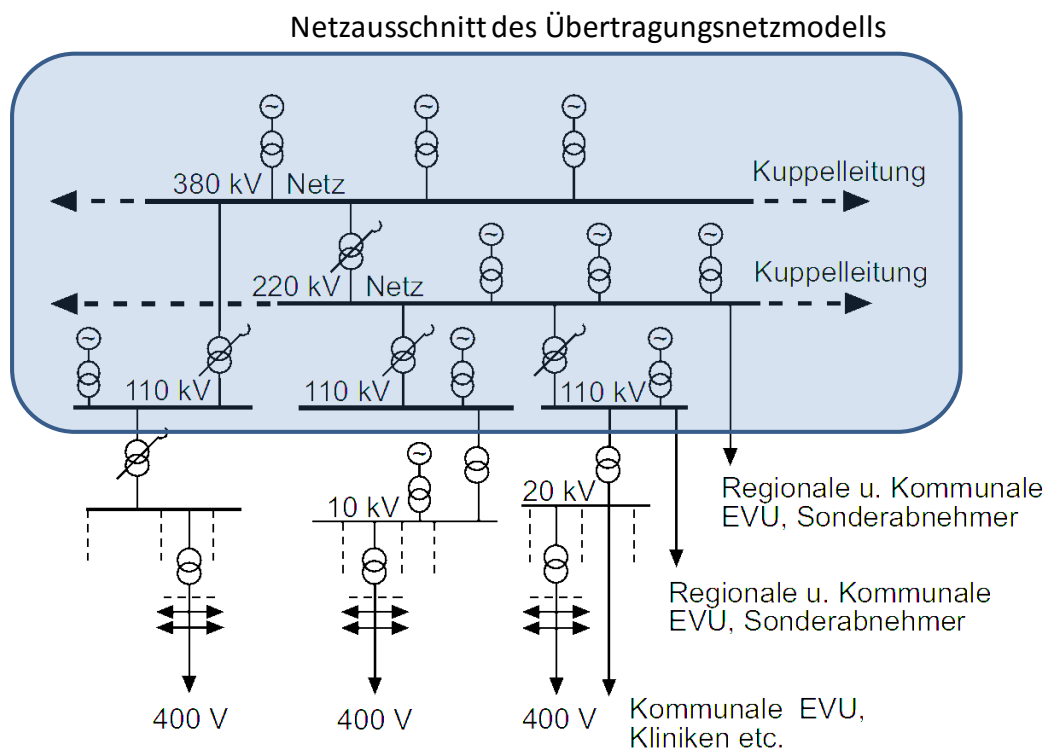 Netzausschnitt des Übertragungsnetzmodells
~ ~ ~
Kuppelleitung
380 kV Netz
~ ~ ~
Kuppelleitung
220 kV Netz
~ ~ ~
110 kV 110 kV 110 kV
~
10 kV 20 kV
Regionale u. Kommunale
EVU, Sonderabnehmer
Regionale u. Kommunale
EVU, Sonderabnehmer
400 V 400 V 400 V
Kommunale EVU,
Kliniken etc.